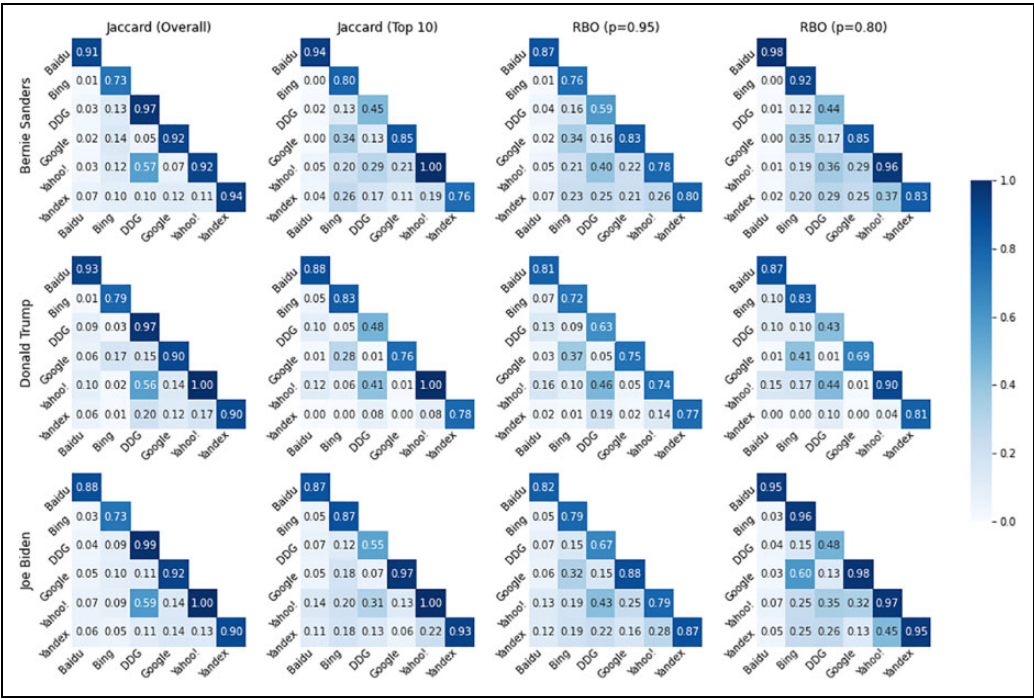 Jaccard (Overall) Jaccard (Top 10) RBO (p=0.95) RBO (p=0.80)
Bernie Sanders
Baidu 0.91 Baidu 0.94 Baidu 0.87 Baidu 0.98
Bing 0.01 0.73 Bing 0.00 0.80 Bing 0.01 0.76 Bing 0.00 0.92
DDG 0.03 0.13 0.97 DDG 0.02 0.13 0.45 DDG 0.04 0.16 0.59 DDG 0.01 0.12 0.44
Google 0.02 0.14 0.05 0.92 Google 0.00 0.34 0.13 0.85 Google 0.02 0.34 0.16 0.83 Google 0.00 0.35 0.17 0.85
Yahoo! 0.03 0.12 0.57 0.07 0.92 Yahoo! 0.05 0.20 0.29 0.21 1.00 Yahoo! 0.05 0.21 0.40 0.22 0.78 Yahoo! 0.01 0.19 0.36 0.29 0.96
Yandex 0.07 0.10 0.10 0.12 0.11 0.94 Yandex 0.04 0.26 0.17 0.11 0.19 0.76 Yandex 0.07 0.23 0.25 0.21 0.26 0.80 Yandex 0.02 0.20 0.29 0.25 0.37 0.83
Baidu Bing DDG Google Yahoo! Yandex Baidu Bing DDG Google Yahoo! Yandex Baidu Bing DDG Google Yahoo! Yandex Baidu Bing DDG Google Yahoo! Yandex
Donald Trump
Baidu 0.93 Baidu 0.88 Baidu 0.81 Baidu 0.87
Bing 0.01 0.79 Bing 0.05 0.83 Bing 0.07 0.72 Bing 0.10 0.83
DDG 0.09 0.03 0.97 DDG 0.10 0.05 0.48 DDG 0.13 0.09 0.63 DDG 0.10 0.10 0.43
Google 0.06 0.17 0.15 0.90 Google 0.01 0.28 0.01 0.76 Google 0.03 0.37 0.05 0.75 Google 0.01 0.41 0.01 0.69
Yahoo! 0.10 0.02 0.56 0.14 1.00 Yahoo! 0.12 0.06 0.41 0.01 1.00 Yahoo! 0.16 0.10 0.46 0.05 0.74 Yahoo! 0.15 0.17 0.44 0.01 0.90
Yandex 0.06 0.01 0.20 0.12 0.17 0.90 Yandex 0.00 0.00 0.08 0.00 0.08 0.78 Yandex 0.02 0.01 0.19 0.02 0.14 0.77 Yandex 0.00 0.00 0.10 0.00 0.04 0.81
Baidu Bing DDG Google Yahoo! Yandex Baidu Bing DDG Google Yahoo! Yandex Baidu Bing DDG Google Yahoo! Yandex Baidu Bing DDG Google Yahoo! Yandex
Joe Biden
Baidu 0.88 Baidu 0.87 Baidu 0.82 Baidu 0.95
Bing 0.03 0.73 Bing 0.05 0.87 Bing 0.05 0.79 Bing 0.03 0.96
DDG 0.04 0.09 0.99 DDG 0.07 0.12 0.55 DDG 0.07 0.15 0.67 DDG 0.04 0.15 0.48
Google 0.05 0.10 0.11 0.92 Google 0.05 0.18 0.07 0.97 Google 0.06 0.32 0.15 0.88 Google 0.03 0.60 0.13 0.98
Yahoo! 0.07 0.09 0.59 0.14 1.00 Yahoo! 0.14 0.20 0.31 0.13 1.00 Yahoo! 0.13 0.19 0.43 0.25 0.79 Yahoo! 0.07 0.25 0.35 0.32 0.97
Yandex 0.06 0.05 0.11 0.14 0.13 0.90 Yandex 0.11 0.18 0.13 0.06 0.22 0.93 Yandex 0.12 0.19 0.22 0.16 0.28 0.87 Yandex 0.05 0.25 0.26 0.13 0.45 0.95
Baidu Bing DDG Google Yahoo! Yandex Baidu Bing DDG Google Yahoo! Yandex Baidu Bing DDG Google Yahoo! Yandex Baidu Bing DDG Google Yahoo! Yandex
1.0
0.8
0.6
0.4
0.2
0.0